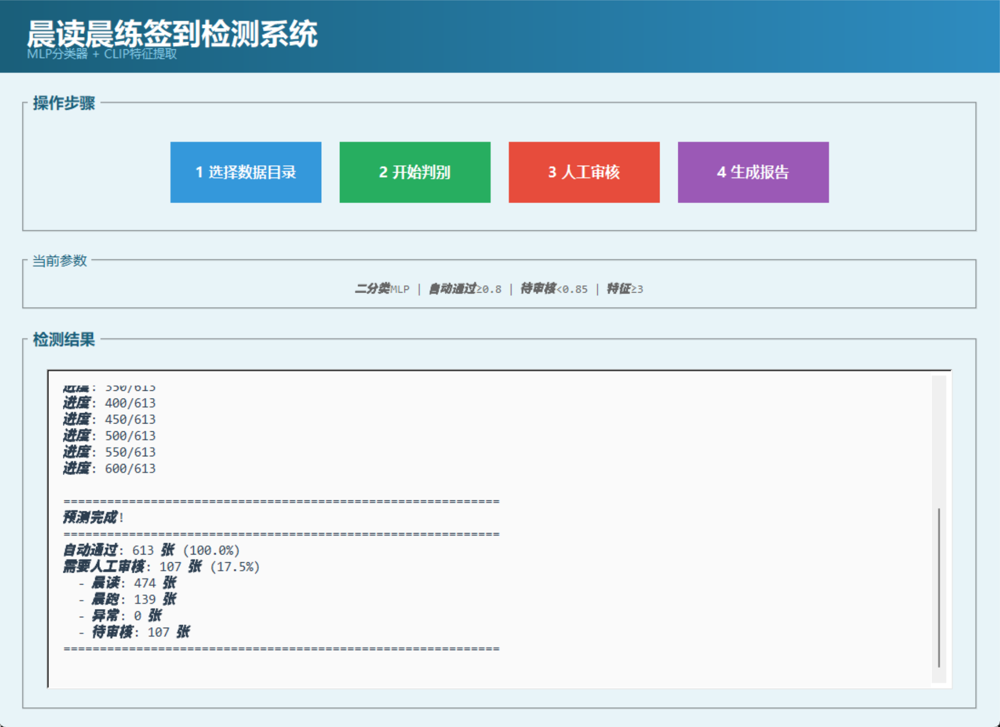 晨读晨练签到检测系统
MLP分类器 + CLIP特征提取
操作步骤
1 选择数据目录
2 开始判别
3 人工审核
4 生成报告
当前参数
二分类MLP | 自动通过≥0.8 | 待审核<0.85 | 特征≥3
检测结果
进度: 350/613
进度: 400/613
进度: 450/613
进度: 500/613
进度: 550/613
进度: 600/613
============================================================
预测完成!
============================================================
自动通过: 613 张 (100.0%)
需要人工审核: 107 张 (17.5%)
- 晨读: 474 张
- 晨跑: 139 张
- 异常: 0 张
- 待审核: 107 张
============================================================